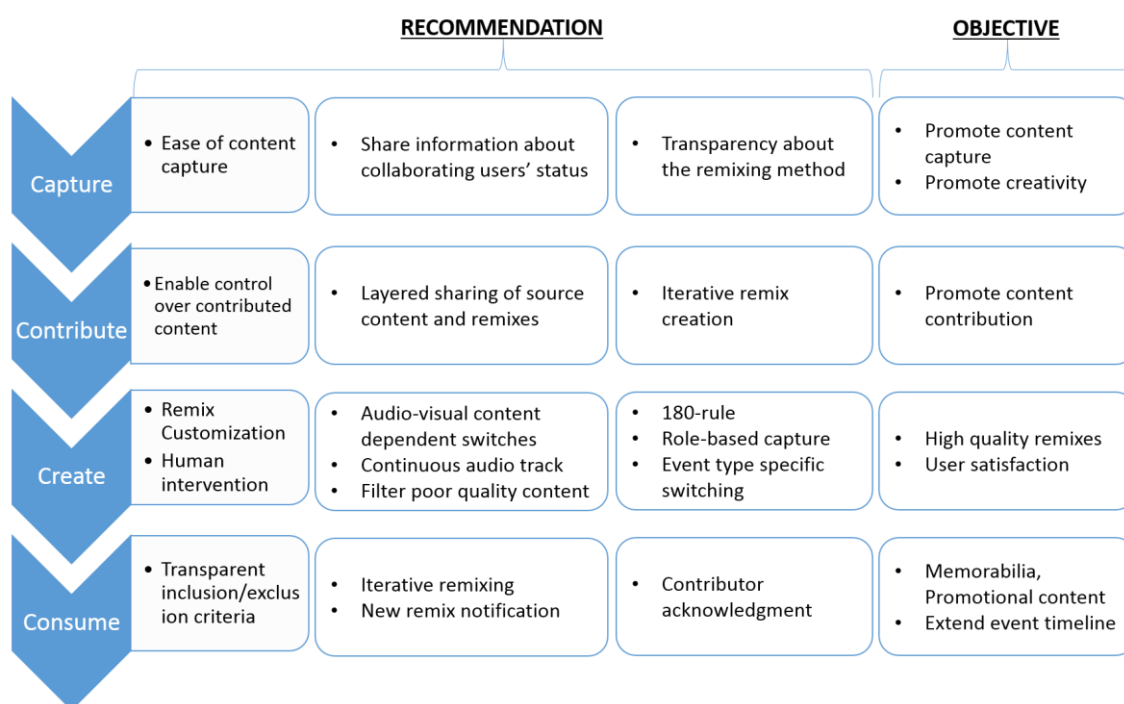 RECOMMENDATION
OBJECTIVE
Capture
• Ease of content
capture
• Share information about
collaborating users' status
• Transparency about
the remixing method
• Promote content
capture
• Promote creativity
Contribute
•Enable control
over contributed
content
• Layered sharing of source
content and remixes
• Iterative remix
creation
• Promote content
contribution
Create
• Remix
Customization
• Human
intervention
• Audio-visual content
dependent switches
• Continuous audio track
• Filter poor quality content
• 180-rule
• Role-based capture
• Event type specific
switching
• High quality remixes
• User satisfaction
Consume
• Transparent
inclusion/exclus
ion criteria
• Iterative remixing
• New remix notification
• Contributor
acknowledgment
• Memorabilia,
Promotional content
• Extend event timeline